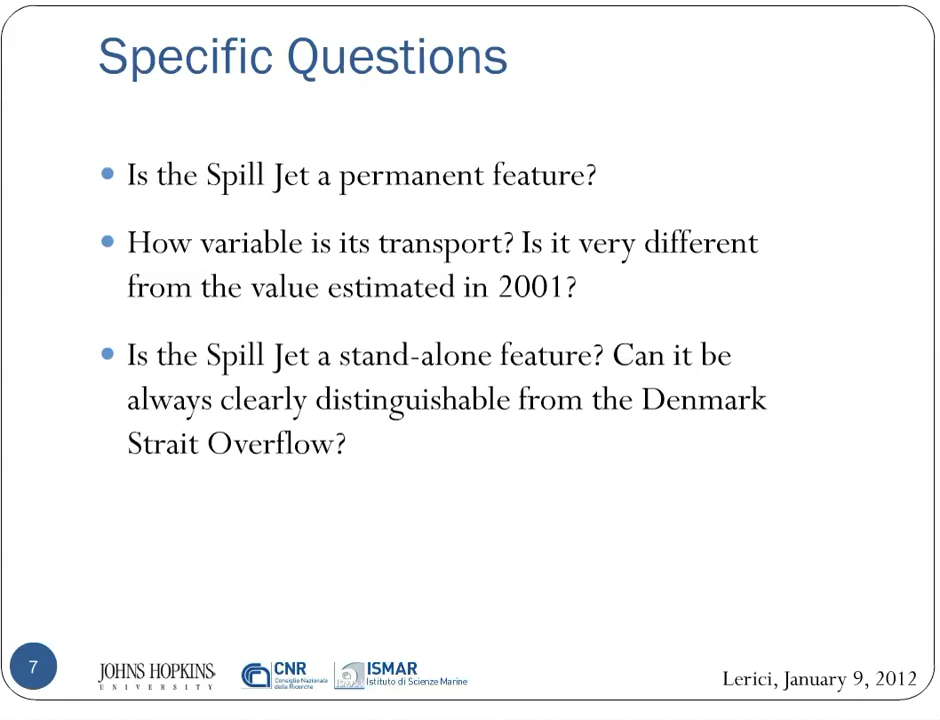 Specific Questions
Is the Spill Jet a permanent feature?
How variable is its transport? Is it very different
from the value estimated in 2001?
Is the Spill Jet a stand-alone feature? Can it be
always clearly distinguishable from the Denmark
Strait Overflow?
7
JOHNS HOPKINS
UNIVERSITY
CNR
Consiglio Nazionale
delle Ricerche
ISMAR
Istituto di Scienze Marine
Lerici, January 9, 2012